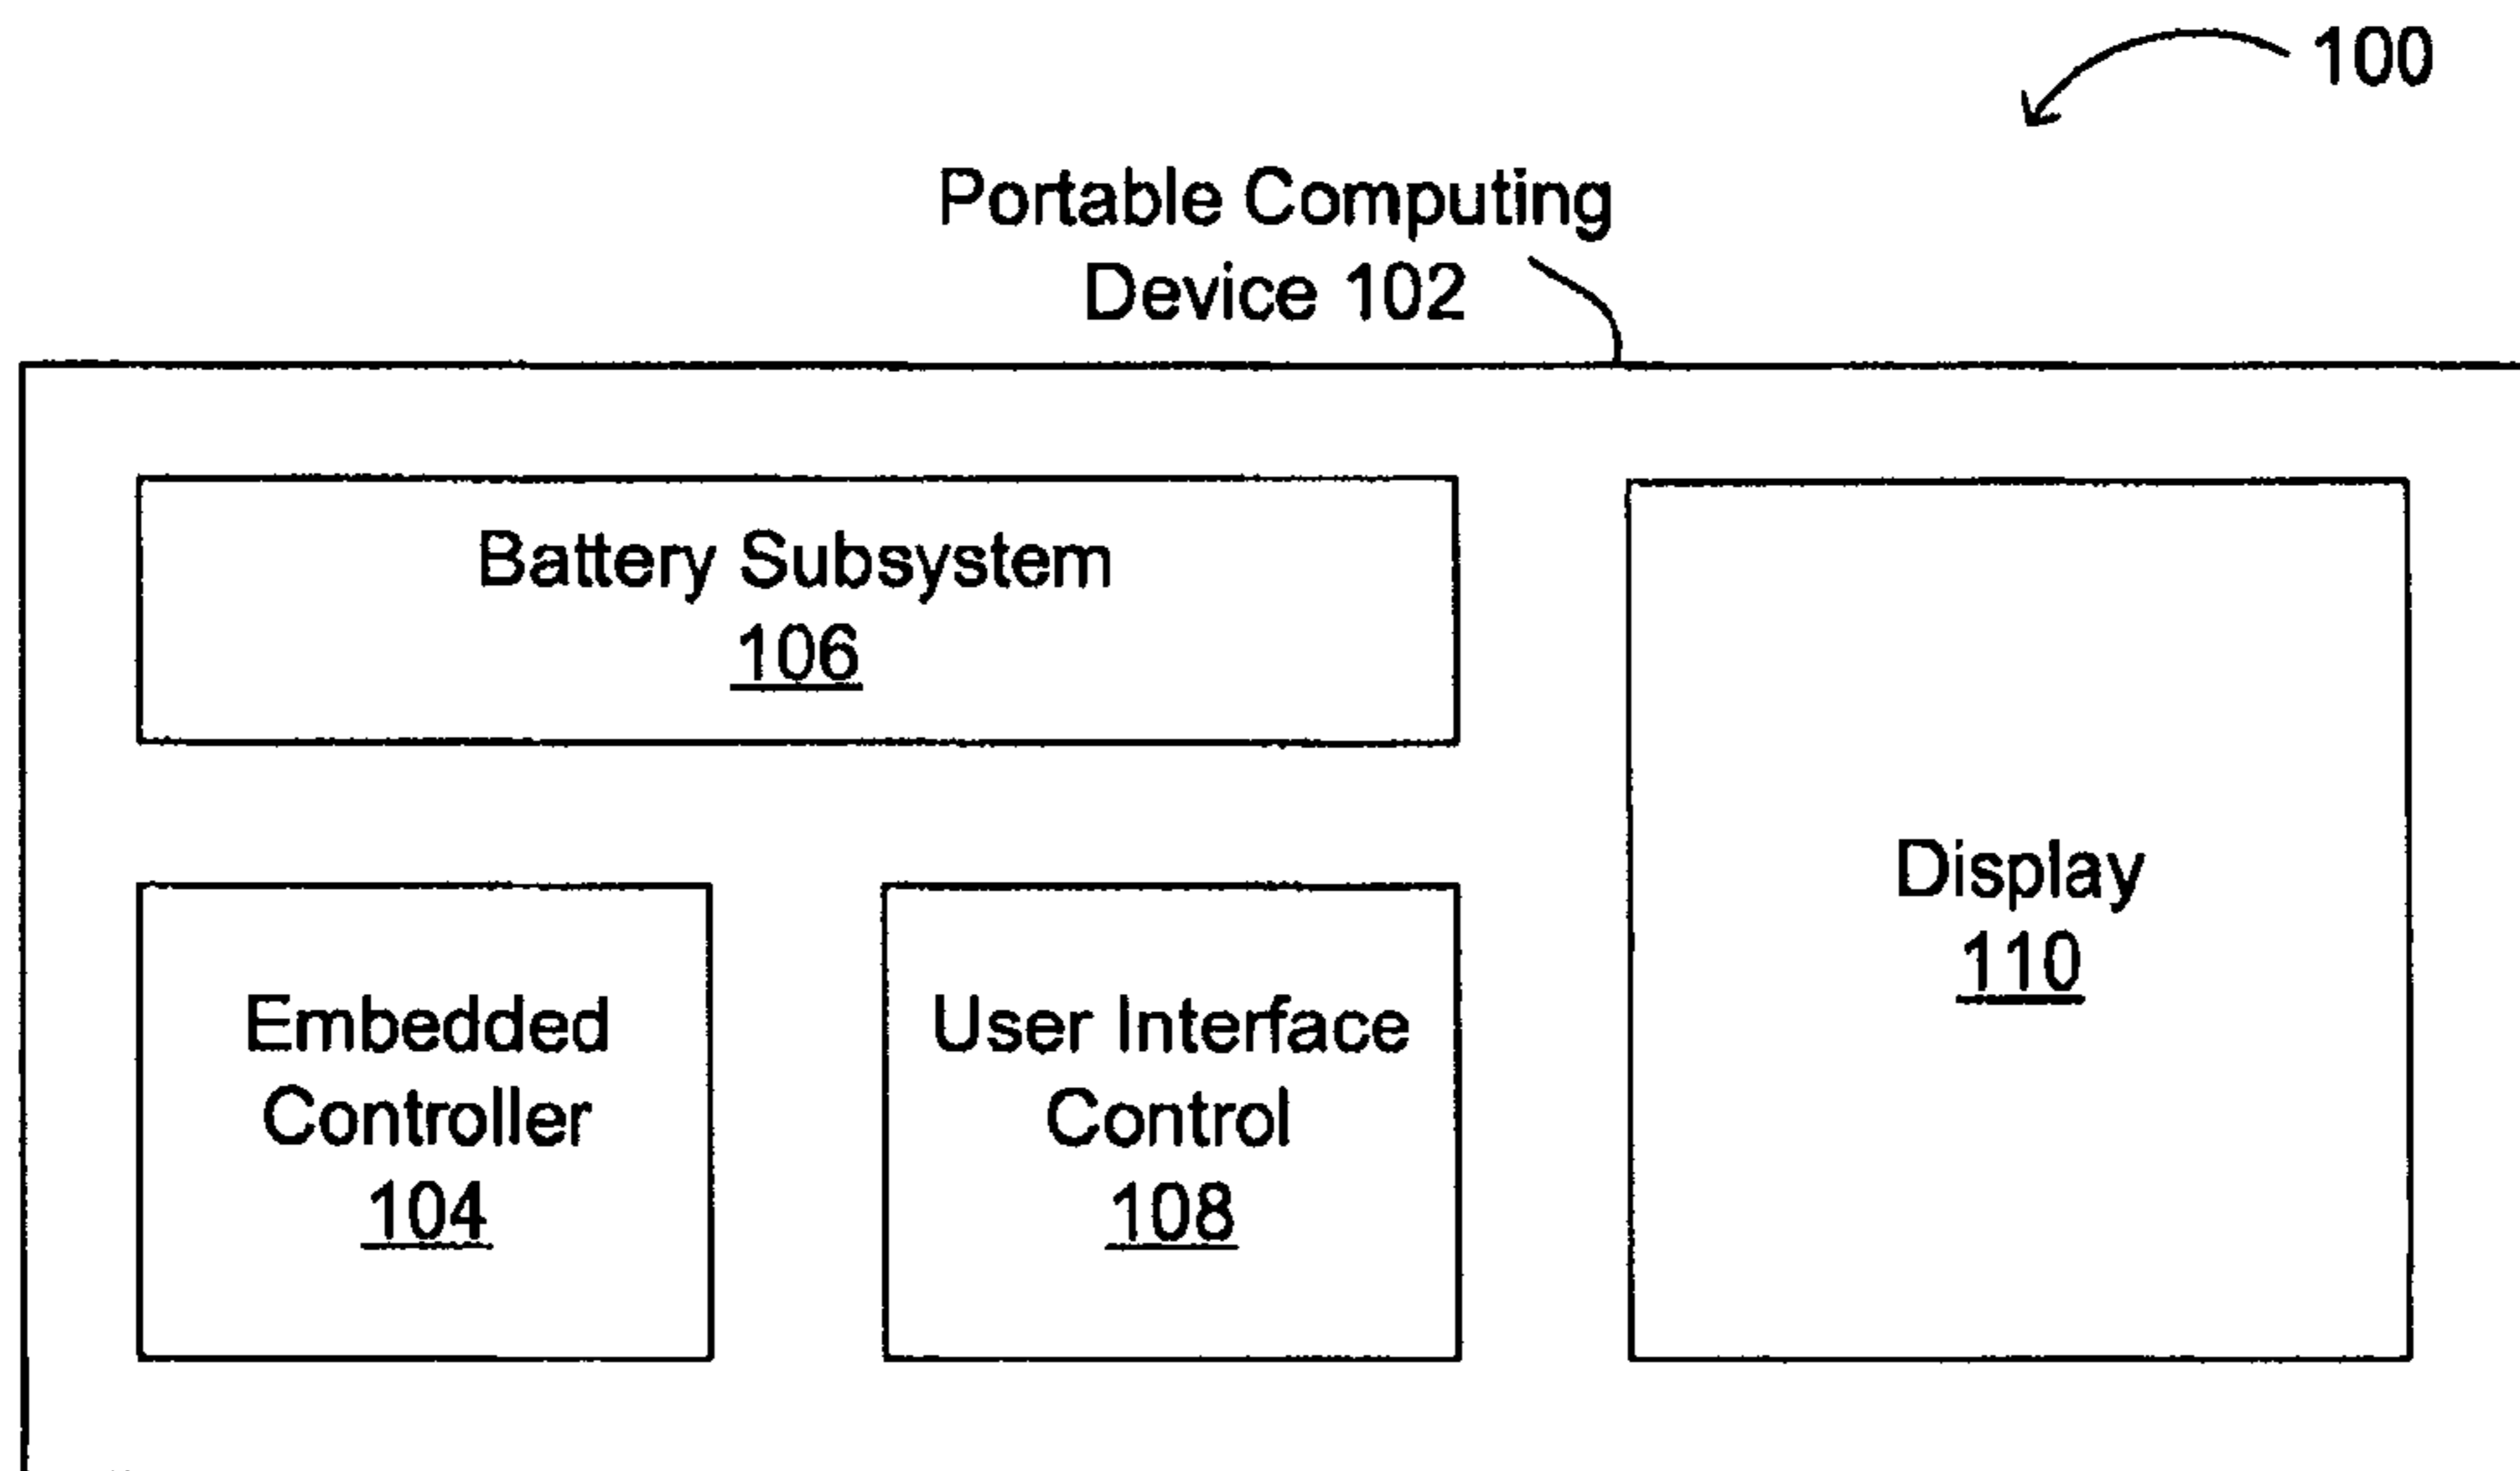 100
Portable Computing
Device 102
Battery Subsystem
106
Display
110
Embedded
Controller
104
User Interface
Control
108